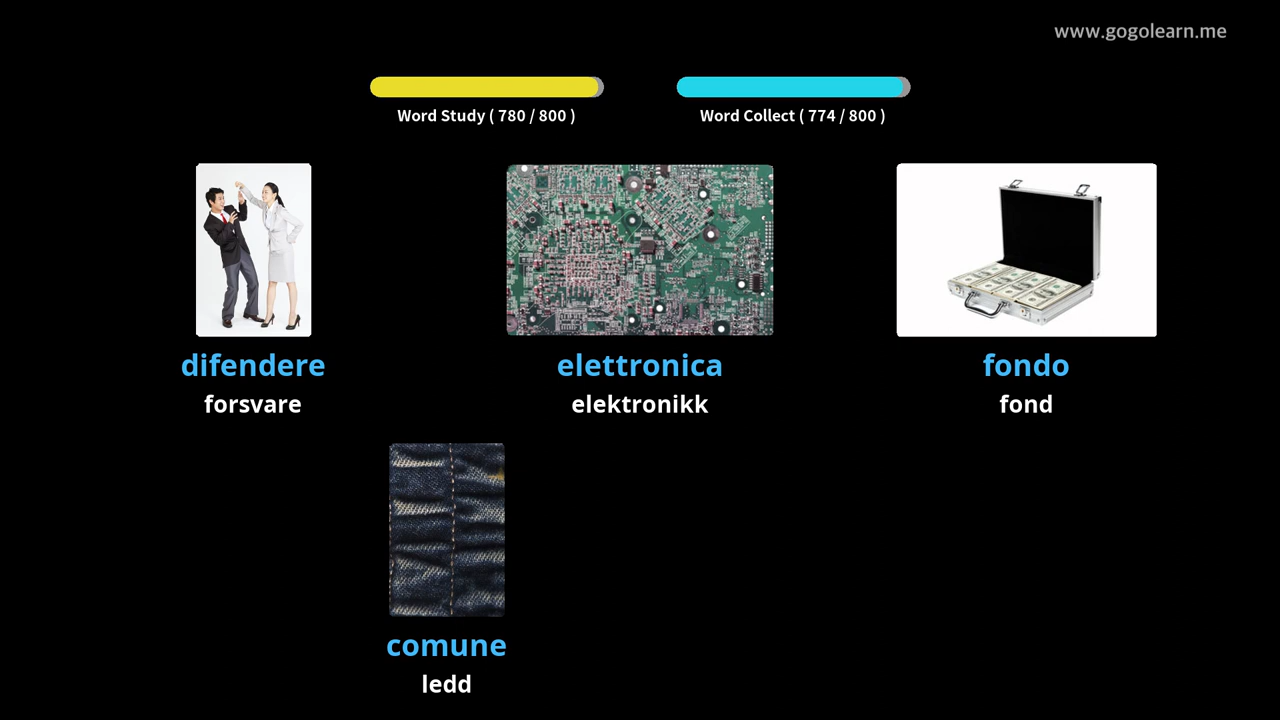 www.gogolearn.me
Word Study ( 780 / 800 )
Word Collect ( 774 / 800 )
difendere
forsvare
elettronica
elektronikk
fondo
fond
comune
ledd